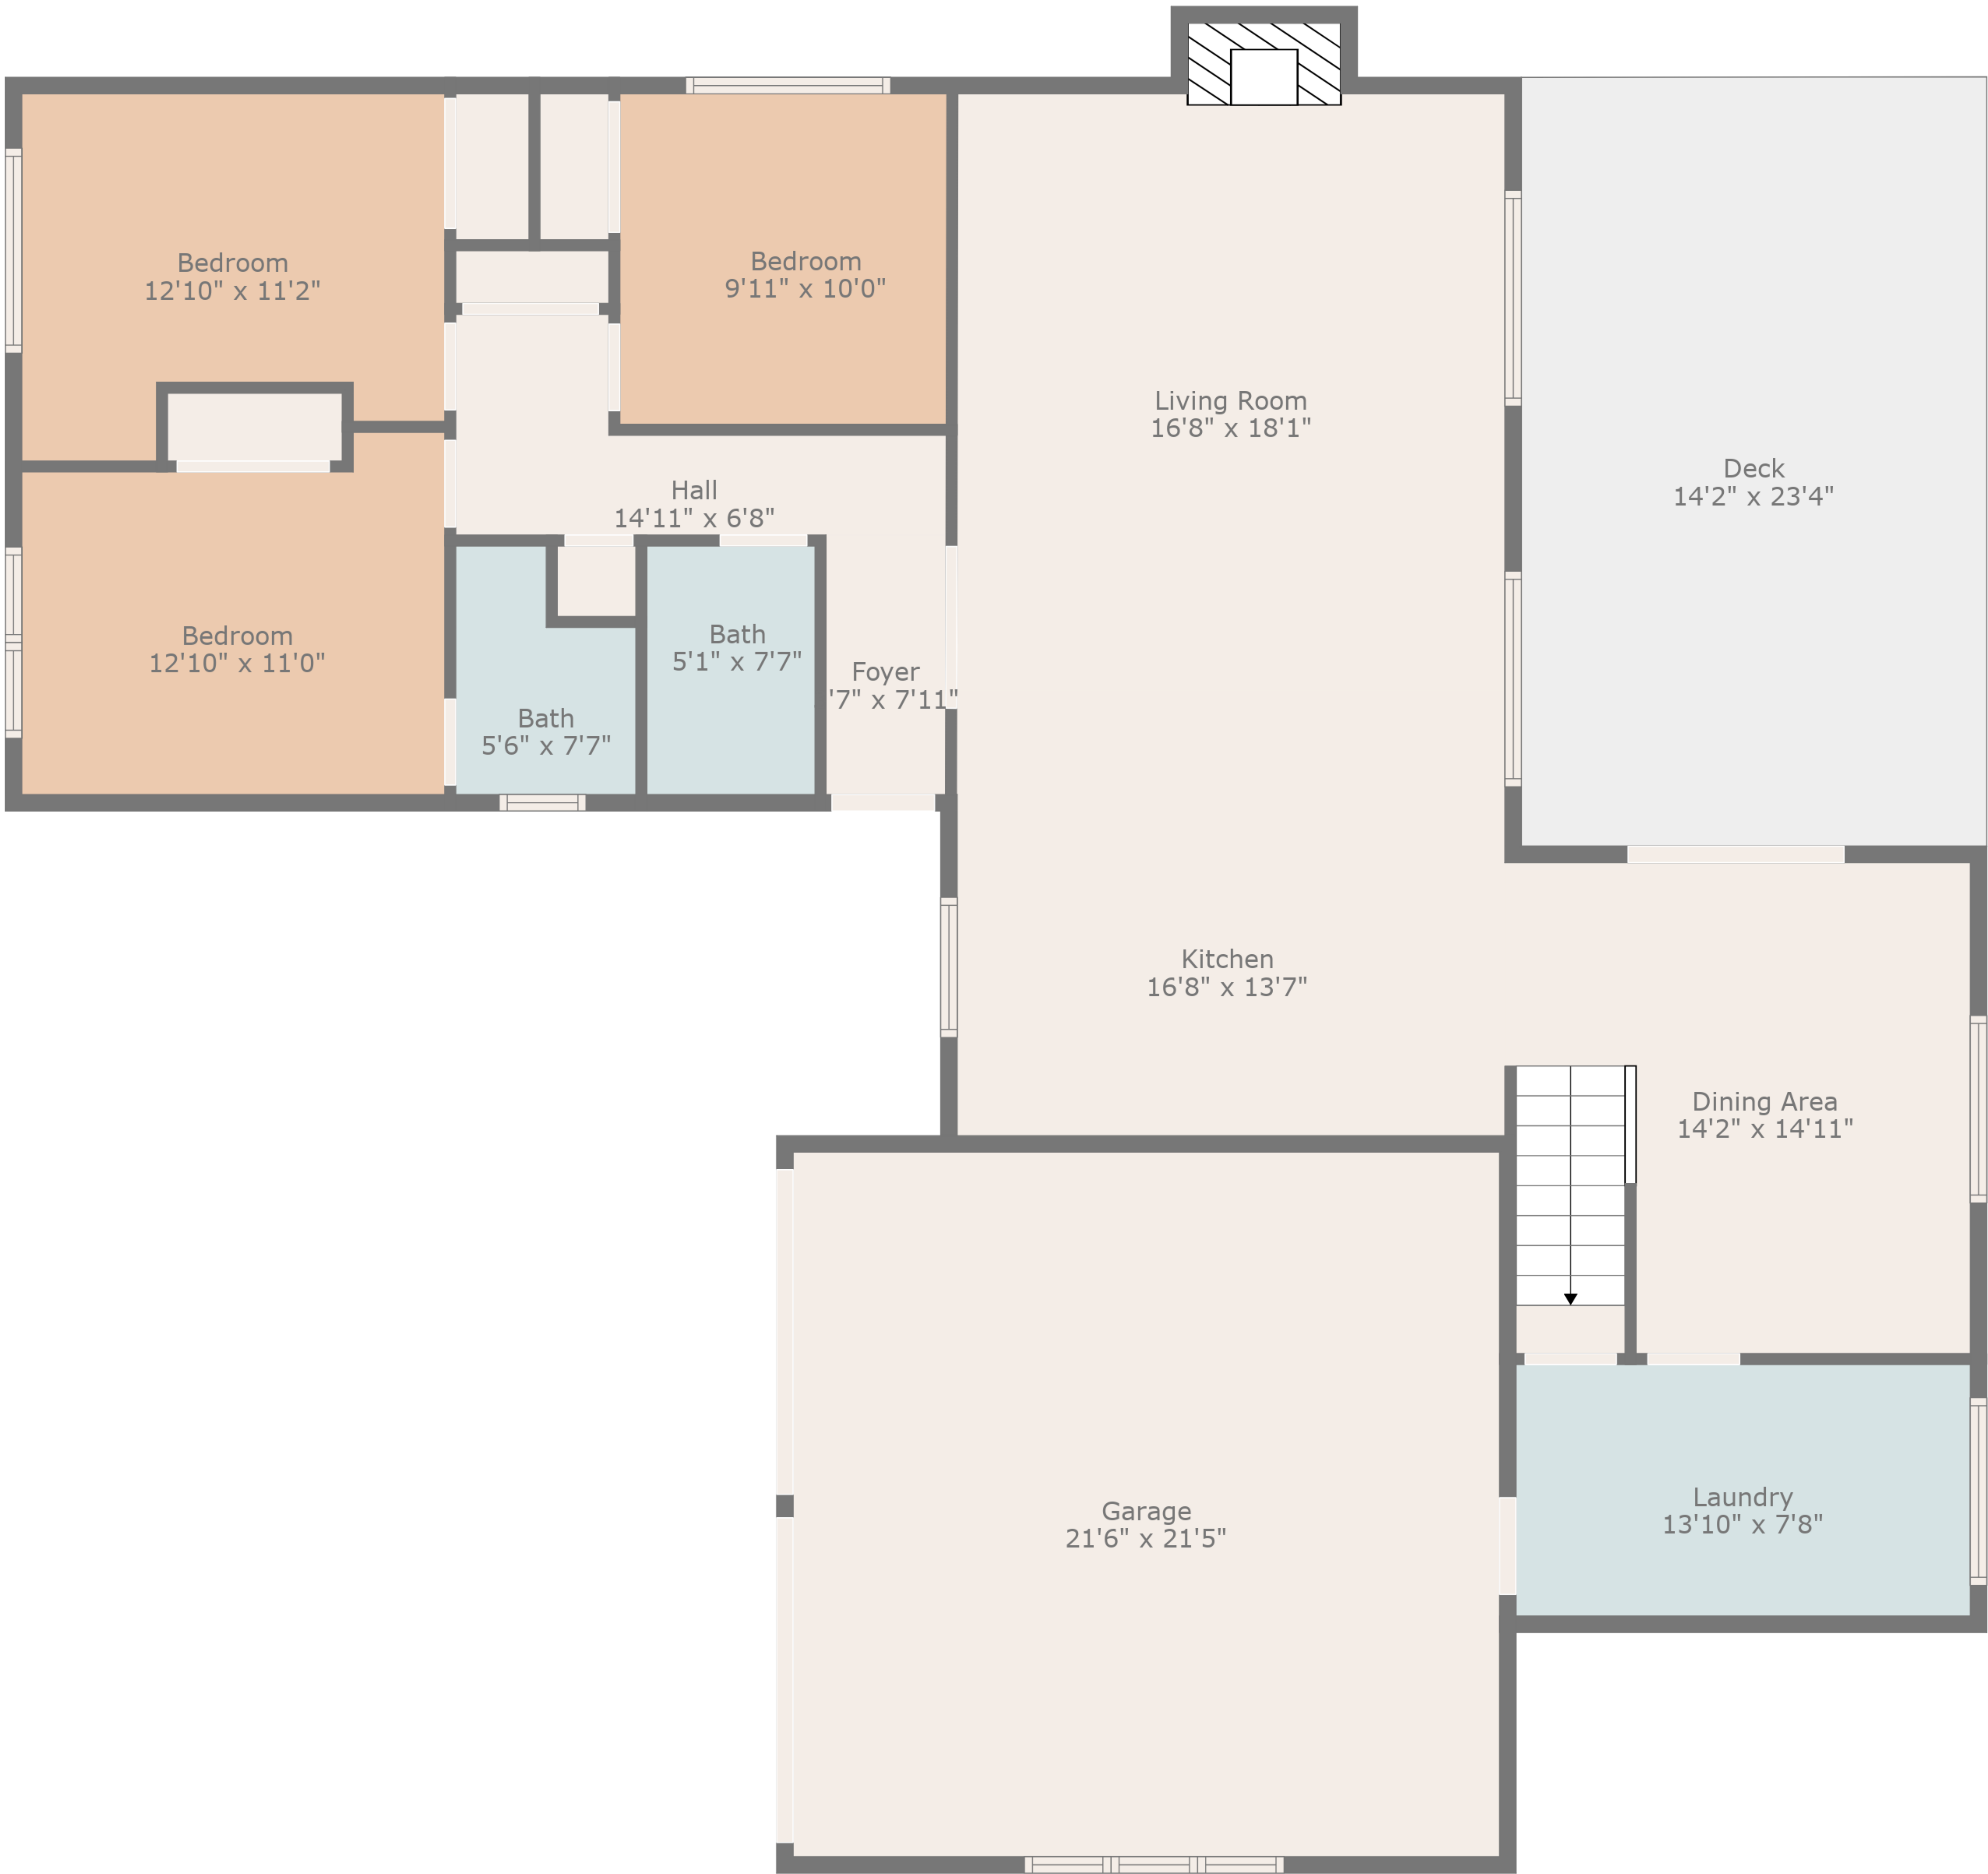 Bedroom
12'10" x 11'2"
Bedroom
9'11" x 10'0"
Living Room
16'8" x 18'1"
Deck
14'2" x 23'4"
Hall
14'11" x 6'8"
Bedroom
12'10" x 11'0"
Bath
5'1" x 7'7"
Foyer
'7" x 7'11"
Bath
5'6" x 7'7"
Kitchen
16'8" x 13'7"
Dining Area
14'2" x 14'11"
Laundry
13'10" x 7'8"
Garage
21'6" x 21'5"